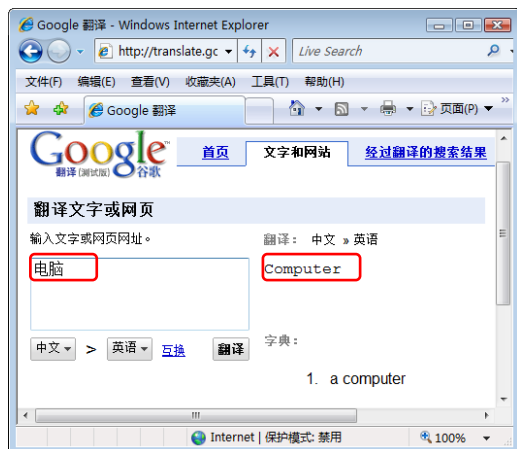 Google 翻译 - Windows Internet Explorer
http://translate.gc
Live Search
文件(F) 编辑(E) 查看(V) 收藏夹(A) 工具(T) 帮助(H)
Google 翻译
页面(P)
Google
翻译 (测试版) 谷歌
首页 文字和网站 经过翻译的搜索结果
翻译文字或网页
输入文字或网页网址。
翻译: 中文 » 英语
电脑
Computer
中文 > 英语 互换 翻译
字典:
1. a computer
Internet | 保护模式: 禁用
100%